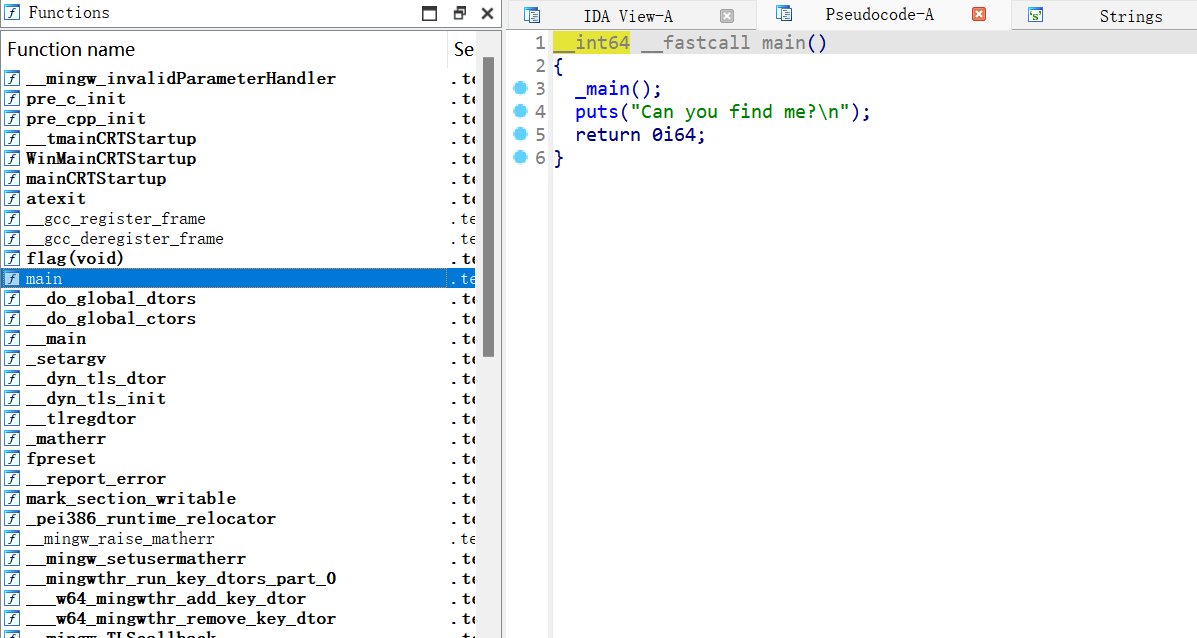 Functions
Function name Se
__mingw_invalidParameterHandler .te
pre_c_init .te
pre_cpp_init .te
__tmainCRTStartup .te
WinMainCRTStartup .te
mainCRTStartup .te
atexit .te
__gcc_register_frame .te
__gcc_deregister_frame .te
flag(void) .te
main .te
__do_global_dtors .te
__do_global_ctors .te
__main .te
_setargv .te
__dyn_tls_dtor .te
__dyn_tls_init .te
__tlregdtor .te
_matherr .te
fpreset .te
__report_error .te
mark_section_writable .te
_pei386_runtime_relocator .te
__mingw_raise_matherr .te
__mingw_setusermatherr .te
__mingwthr_run_key_dtors_part_0 .te
___w64_mingwthr_add_key_dtor .te
___w64_mingwthr_remove_key_dtor .te
__mingw_TLScallback .te
IDA View-A Pseudocode-A Strings
1 __int64 __fastcall main()
2 {
3 _main();
4 puts("Can you find me?\n");
5 return 0i64;
6 }